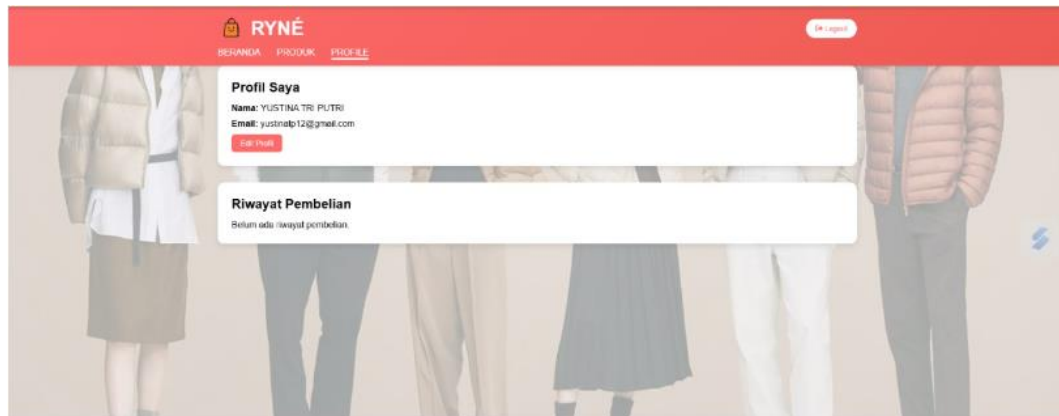 RYNÉ
Logout
BERANDA PRODUK PROFILE
Profil Saya
Nama: YUSTINA TRI PUTRI
Email: yustinatp12@gmail.com
Edit Profil
Riwayat Pembelian
Belum ada riwayat pembelian.